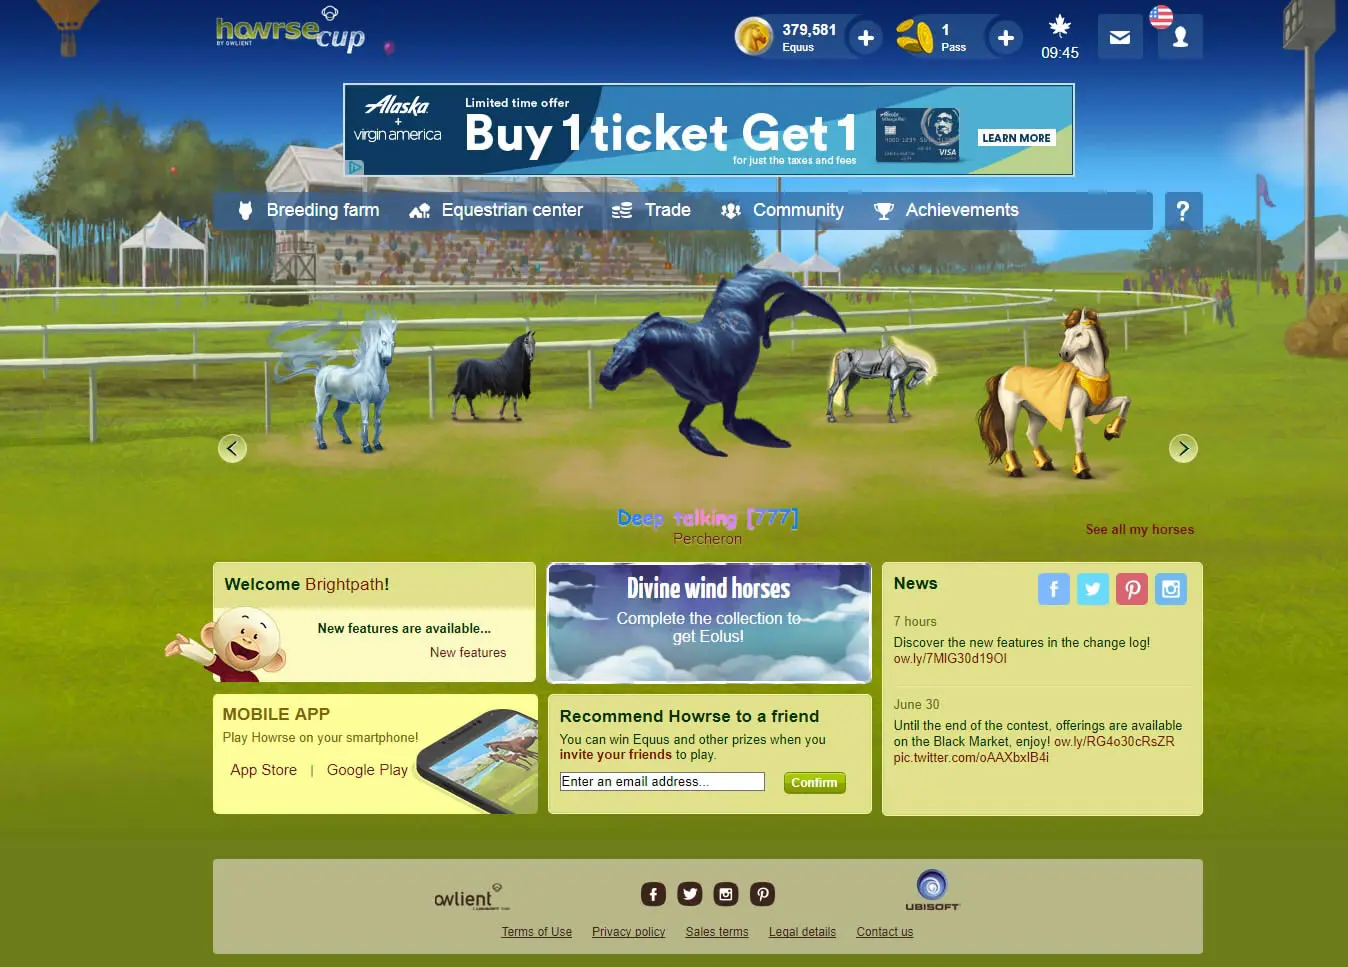 howrse cup
BY OWLIENT
379,581
Equus
1
Pass
09:45
Alaska
+
virgin america
Limited time offer
Buy 1 ticket Get 1
for just the taxes and fees
VISA
LEARN MORE
Breeding farm
Equestrian center
Trade
Community
Achievements
?
Deep talking [777]
Percheron
See all my horses
Welcome Brightpath!
New features are available...
New features
Divine wind horses
Complete the collection to
get Eolus!
News
7 hours
Discover the new features in the change log!
ow.ly/7MIG30d19OI
June 30
Until the end of the contest, offerings are available
on the Black Market, enjoy! ow.ly/RG4o30cRsZR
pic.twitter.com/oAAXbxIB4i
MOBILE APP
Play Howrse on your smartphone!
App Store | Google Play
Recommend Howrse to a friend
You can win Equus and other prizes when you
invite your friends to play.
Enter an email address...
Confirm
owlient
UBISOFT
Terms of Use
Privacy policy
Sales terms
Legal details
Contact us